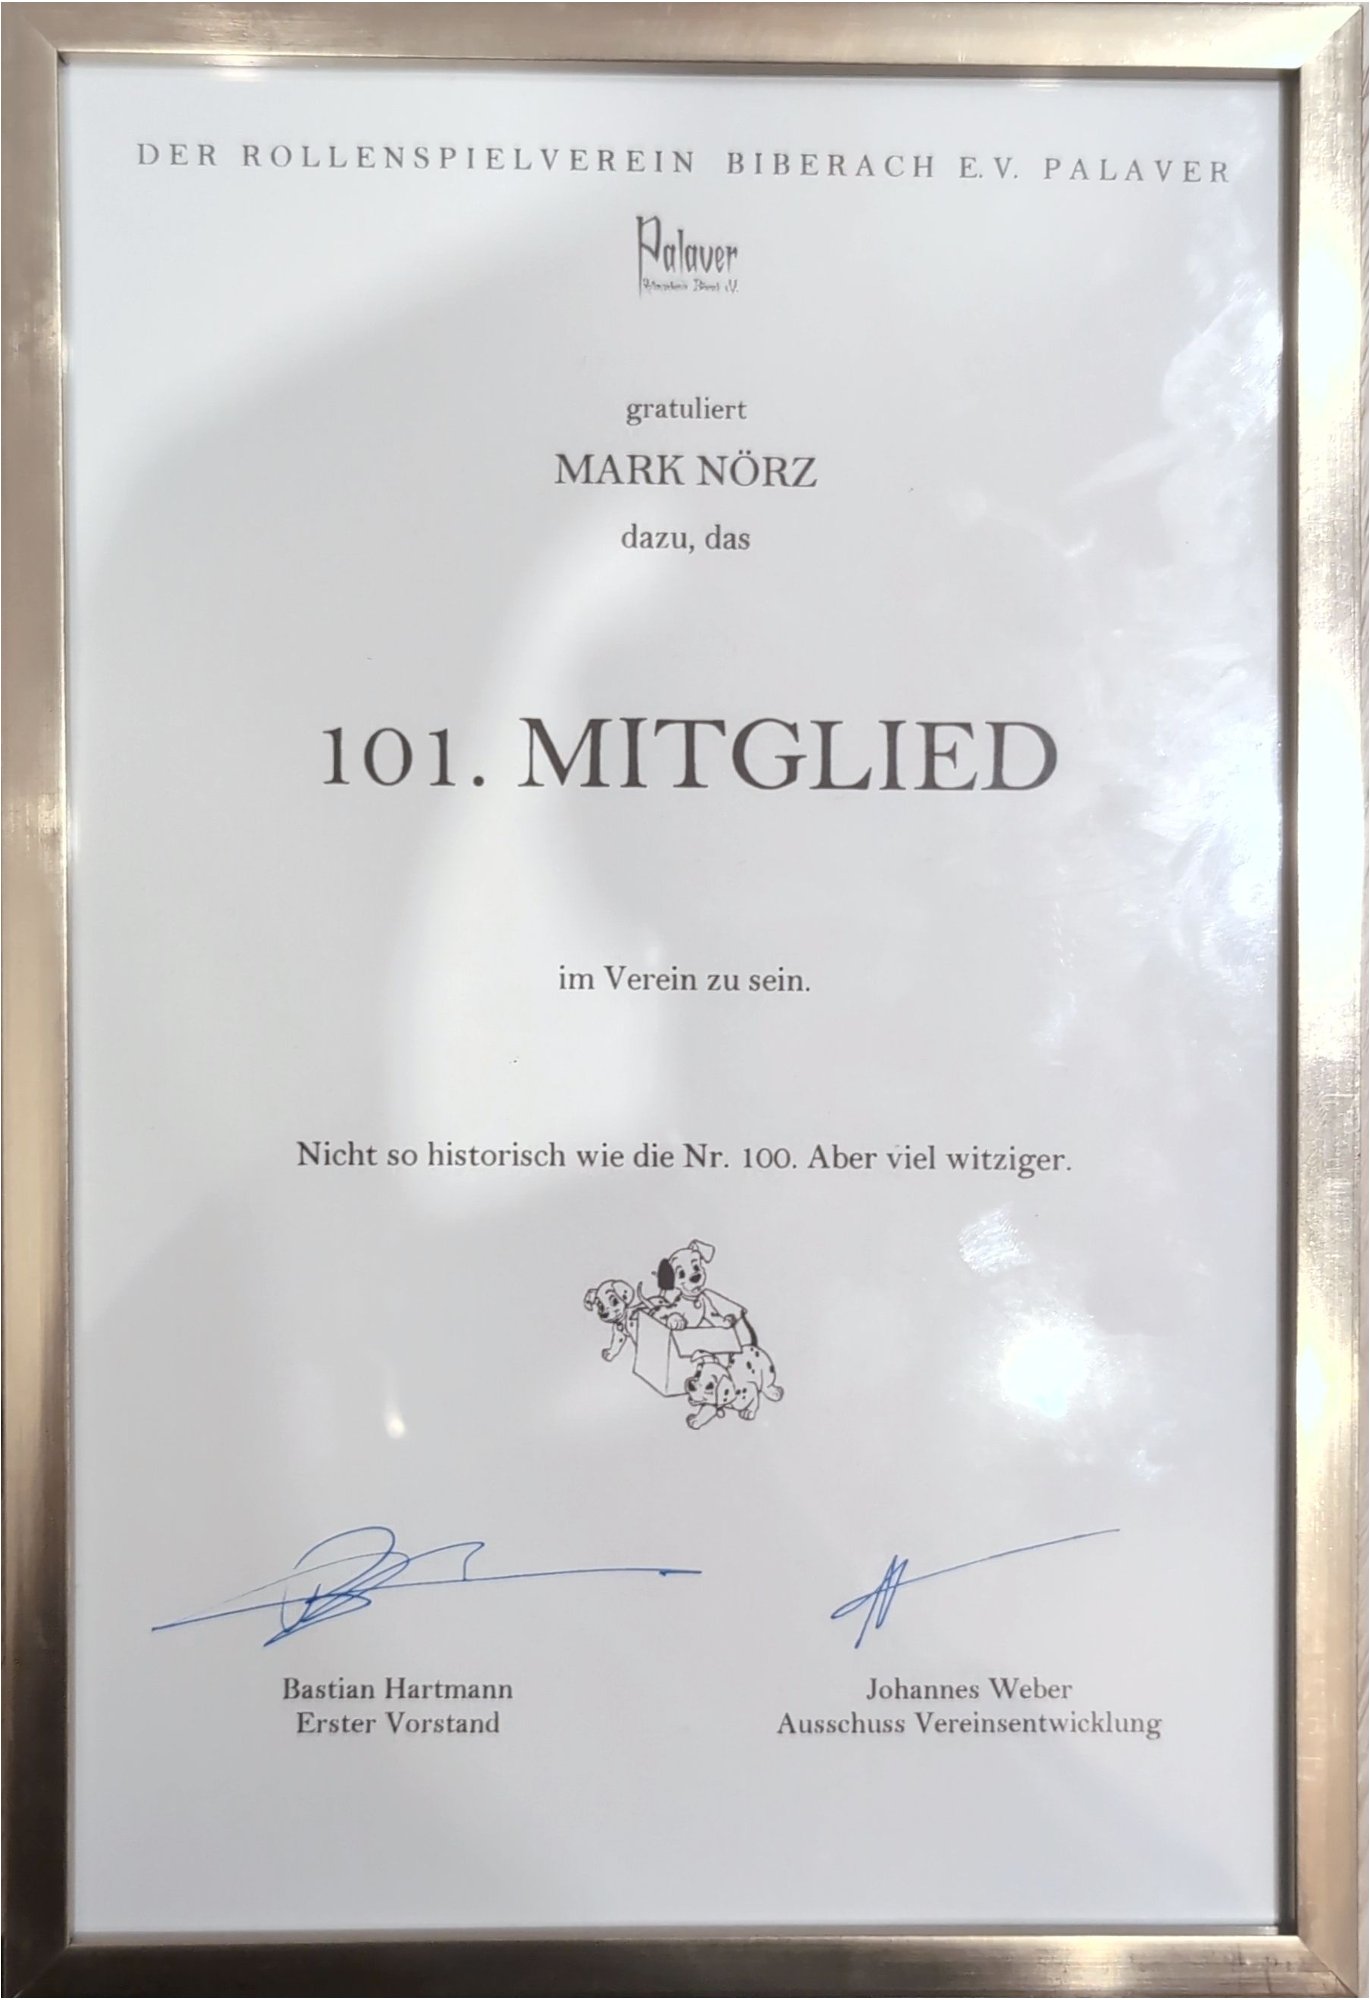 DER ROLLENSPIELVEREIN BIBERACH E.V. PALAVER
Palaver
gratuliert
MARK NÖRZ
dazu, das
101. MITGLIED
im Verein zu sein.
Nicht so historisch wie die Nr. 100. Aber viel witziger.
Bastian Hartmann
Erster Vorstand
Johannes Weber
Ausschuss Vereinsentwicklung